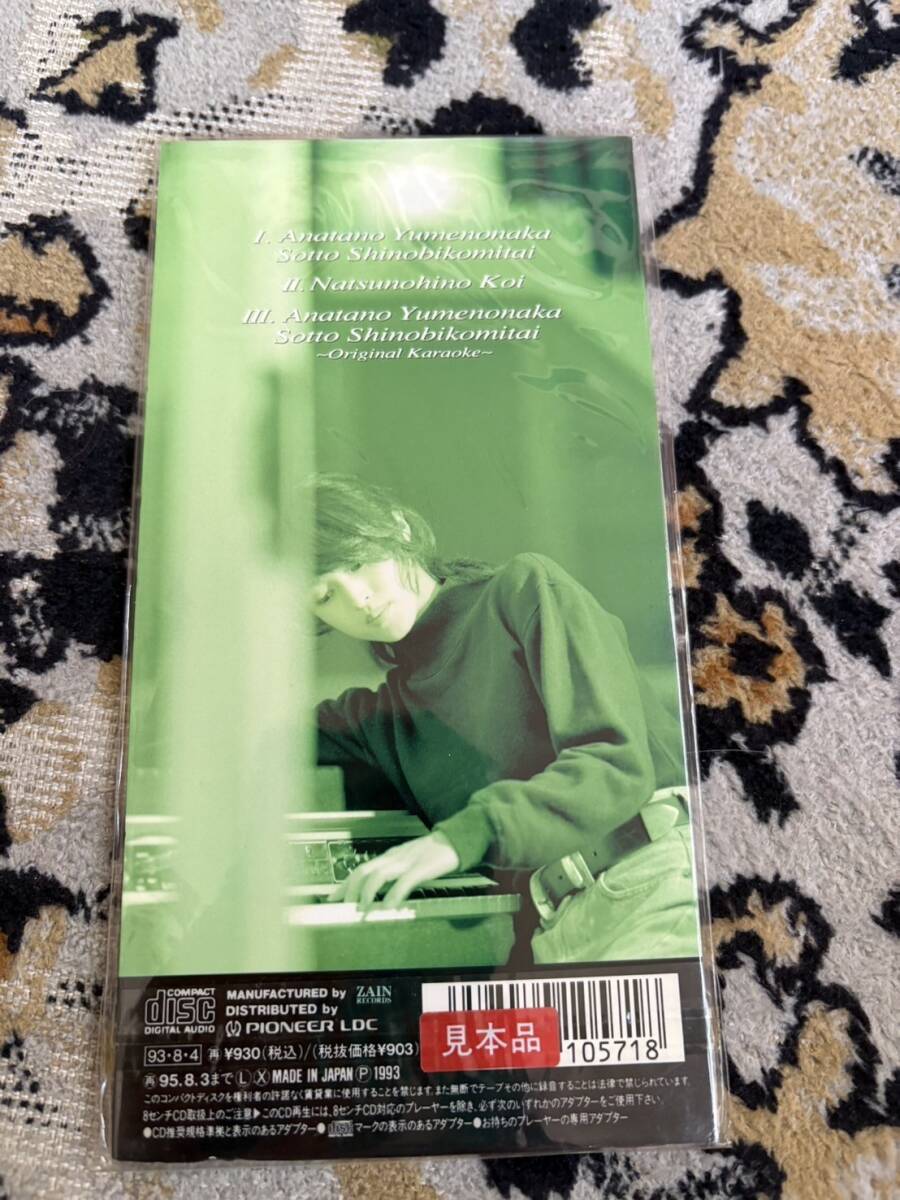 I. Anatano Yumenonaka
Sotto Shinobikomitai
II. Natsunohino Koi
III. Anatano Yumenonaka
Sotto Shinobikomitai
~Original Karaoke~
COMPACT
disc
DIGITAL AUDIO
MANUFACTURED by
ZAIN
RECORDS
DISTRIBUTED by
PIONEER LDC
93・8・4 再 ¥930(税込)/(税抜価格¥903)
見本品
105718
再95.8.3まで Ⓛ Ⓧ MADE IN JAPAN Ⓟ 1993
このコンパクトディスクを権利者の許諾なく賃貸業に使用することを禁じます。また無断でテープその他に録音することは法律で禁じられています。
8センチCD取扱上のご注意▶このCD再生には、8センチCD対応のプレーヤーを除き、必ず次のいずれかのアダプターをご使用下さい。
●CD推奨規格準拠と表示のあるアダプター●discマークの表示のあるアダプター●お持ちのプレーヤーの専用アダプター